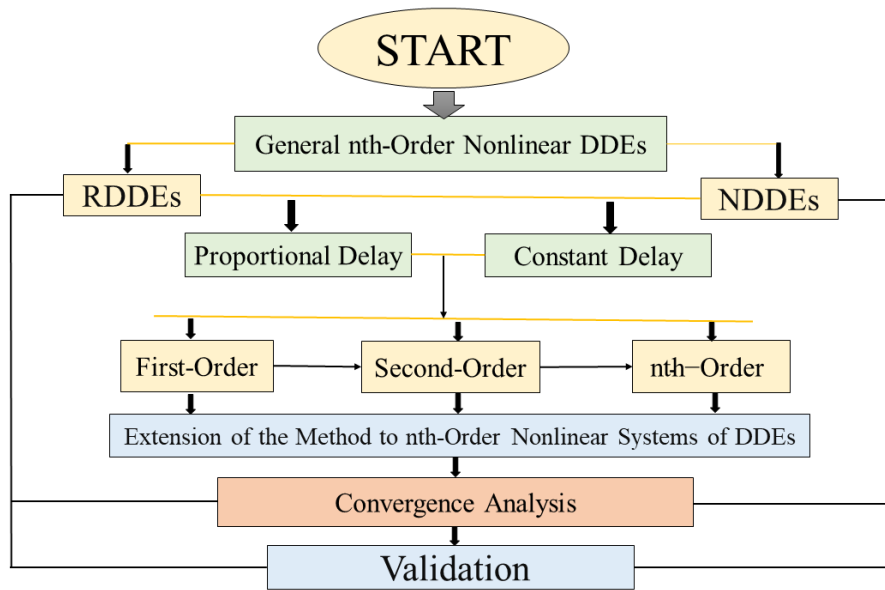 START
General nth-Order Nonlinear DDEs
RDDEs
NDDEs
Proportional Delay
Constant Delay
First-Order
Second-Order
nth−Order
Extension of the Method to nth-Order Nonlinear Systems of DDEs
Convergence Analysis
Validation